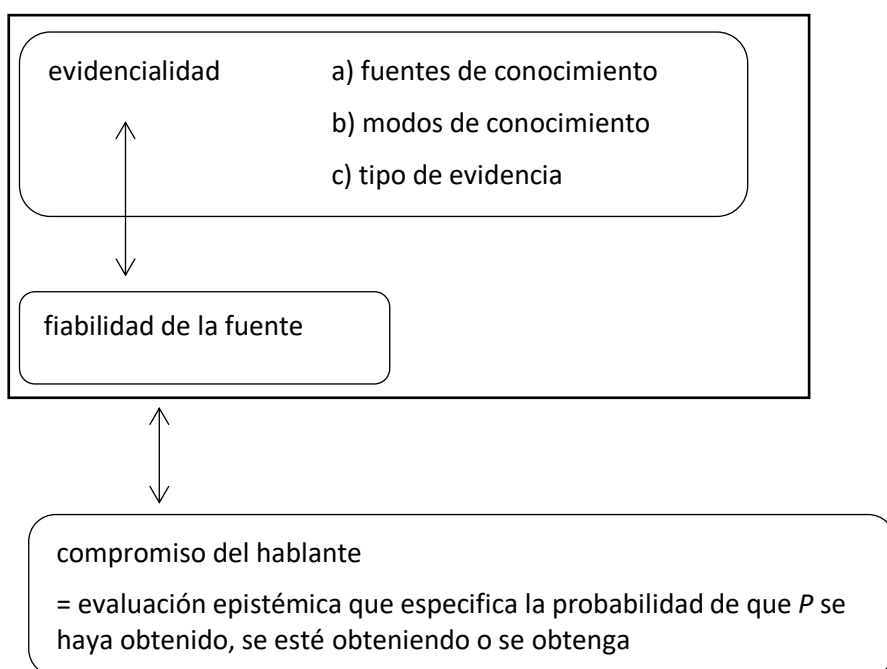 evidencialidad a) fuentes de conocimiento
b) modos de conocimiento
c) tipo de evidencia
fiabilidad de la fuente
compromiso del hablante
= evaluación epistémica que especifica la probabilidad de que P se
haya obtenido, se esté obteniendo o se obtenga